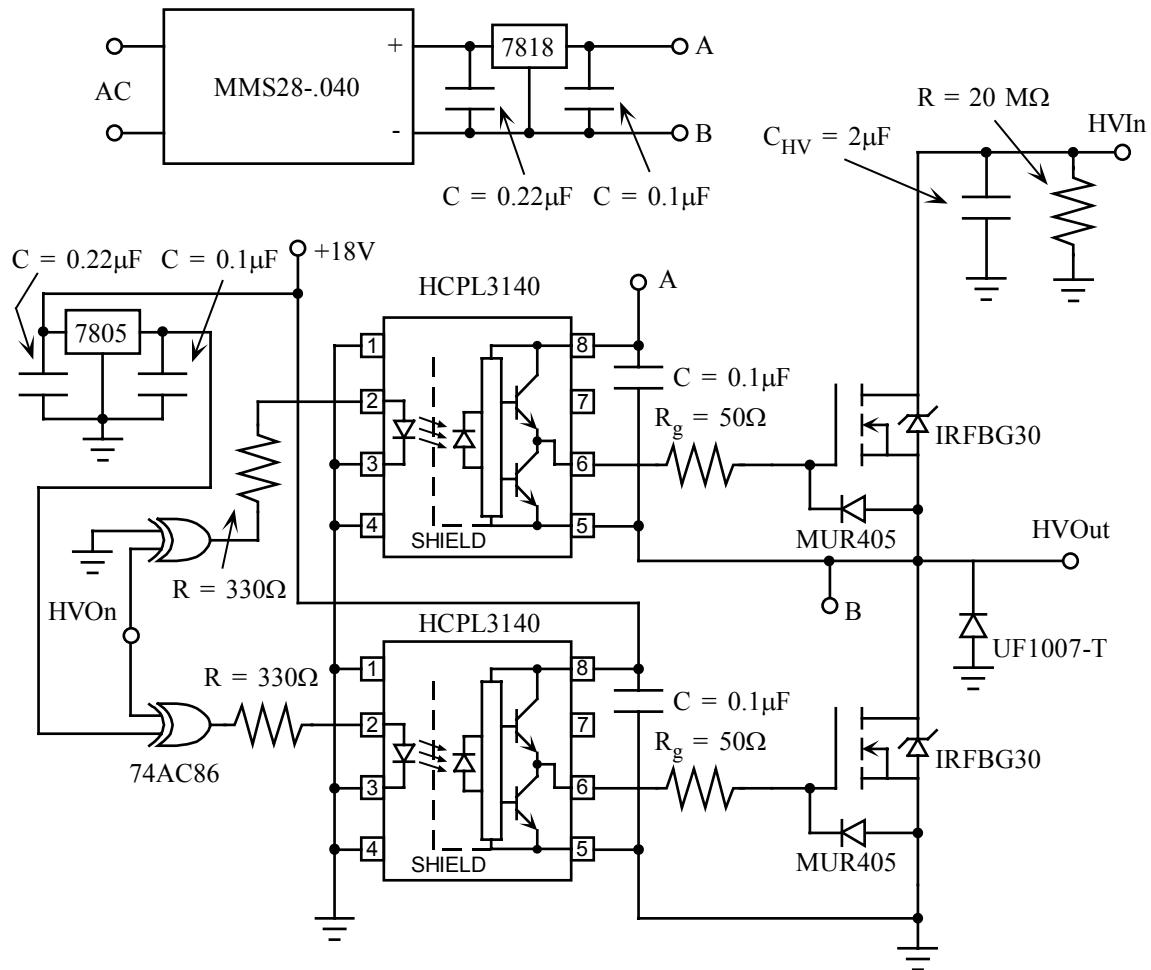 +
7818
A
AC
MMS28-.040
-
B
C = 0.22µF
C = 0.1µF
R = 20 MΩ
HVIn
C_HV = 2µF
C = 0.22µF
C = 0.1µF
+18V
7805
HCPL3140
A
1
2
3
4
8
7
6
5
SHIELD
C = 0.1µF
R_g = 50Ω
IRFBG30
MUR405
HVOut
B
UF1007-T
R = 330Ω
HVOn
R = 330Ω
74AC86
HCPL3140
1
2
3
4
8
7
6
5
SHIELD
C = 0.1µF
R_g = 50Ω
IRFBG30
MUR405